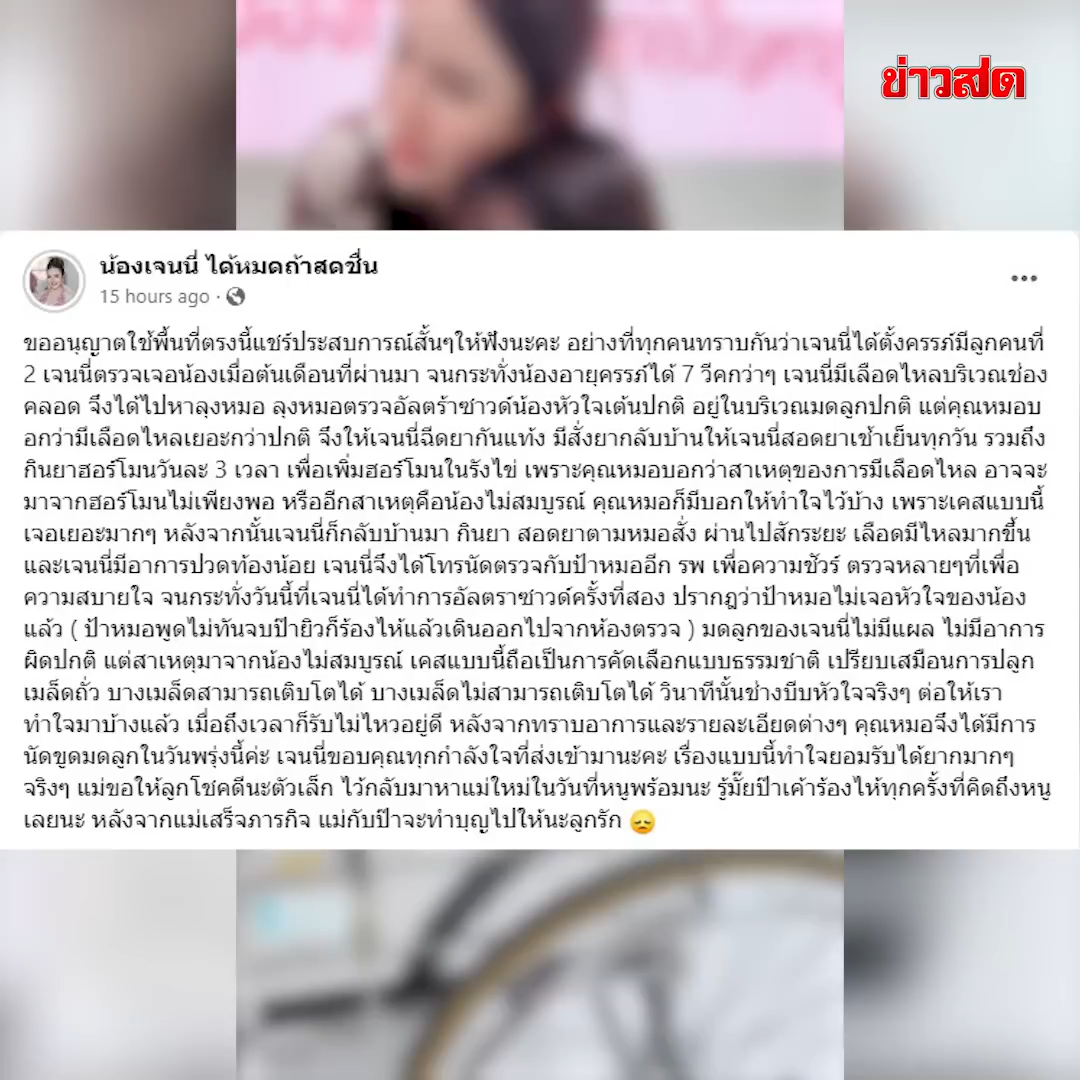 ข่าวสด
น้องเจนนี่ ได้หมดถ้าสดชื่น
15 hours ago ·
ขออนุญาตใช้พื้นที่ตรงนี้แชร์ประสบการณ์สั้นๆให้ฟังนะคะ อย่างที่ทุกคนทราบกันว่าเจนนี่ได้ตั้งครรภ์มีลูกคนที่
2 เจนนี่ตรวจเจอน้องเมื่อต้นเดือนที่ผ่านมา จนกระทั่งน้องอายุครรภ์ได้ 7 วีคกว่าๆ เจนนี่มีเลือดไหลบริเวณช่อง
คลอด จึงได้ไปหาลุงหมอ ลุงหมอตรวจอัลตร้าซาวด์น้องหัวใจเต้นปกติ อยู่ในบริเวณมดลูกปกติ แต่คุณหมอบ
อกว่ามีเลือดไหลเยอะกว่าปกติ จึงให้เจนนี่ฉีดยากันแท้ง มีสั่งยากลับบ้านให้เจนนี่สอดยาเช้าเย็นทุกวัน รวมถึง
กินยาฮอร์โมนวันละ 3 เวลา เพื่อเพิ่มฮอร์โมนในรังไข่ เพราะคุณหมอบอกว่าสาเหตุของการมีเลือดไหล อาจจะ
มาจากฮอร์โมนไม่เพียงพอ หรืออีกสาเหตุคือน้องไม่สมบูรณ์ คุณหมอก็มีบอกให้ทำใจไว้บ้าง เพราะเคสแบบนี้
เจอเยอะมากๆ หลังจากนั้นเจนนี่ก็กลับบ้านมา กินยา สอดยาตามหมอสั่ง ผ่านไปสักระยะ เลือดมีไหลมากขึ้น
และเจนนี่มีอาการปวดท้องน้อย เจนนี่จึงได้โทรนัดตรวจกับป้าหมออีก รพ เพื่อความชัวร์ ตรวจหลายๆที่เพื่อ
ความสบายใจ จนกระทั่งวันนี้ที่เจนนี่ได้ทำการอัลตราซาวด์ครั้งที่สอง ปรากฎว่าป้าหมอไม่เจอหัวใจของน้อง
แล้ว ( ป้าหมอพูดไม่ทันจบป๊ายิวก็ร้องไห้แล้วเดินออกไปจากห้องตรวจ ) มดลูกของเจนนี่ไม่มีแผล ไม่มีอาการ
ผิดปกติ แต่สาเหตุมาจากน้องไม่สมบูรณ์ เคสแบบนี้ถือเป็นการคัดเลือกแบบธรรมชาติ เปรียบเสมือนการปลูก
เมล็ดถั่ว บางเมล็ดสามารถเติบโตได้ บางเมล็ดไม่สามารถเติบโตได้ วินาทีนั้นช่างบีบหัวใจจริงๆ ต่อให้เรา
ทำใจมาบ้างแล้ว เมื่อถึงเวลาก็รับไม่ไหวอยู่ดี หลังจากทราบอาการและรายละเอียดต่างๆ คุณหมอจึงได้มีการ
นัดขูดมดลูกในวันพรุ่งนี้ค่ะ เจนนี่ขอบคุณทุกกำลังใจที่ส่งเข้ามานะคะ เรื่องแบบนี้ทำใจยอมรับได้ยากมากๆ
จริงๆ แม่ขอให้ลูกโชคดีนะตัวเล็ก ไว้กลับมาหาแม่ใหม่ในวันที่หนูพร้อมนะ รู้มั๊ยป๊าเค้าร้องไห้ทุกครั้งที่คิดถึงหนู
เลยนะ หลังจากแม่เสร็จภารกิจ แม่กับป๊าจะทำบุญไปให้นะลูกรัก 😞